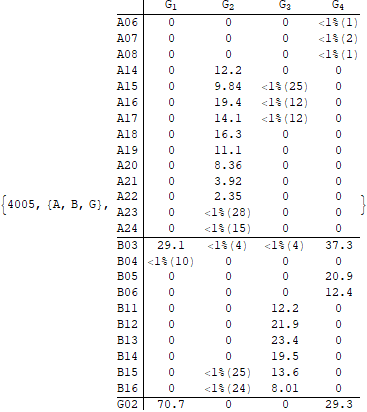 G1 G2 G3 G4
A06 0 0 0 <1%(1)
A07 0 0 0 <1%(2)
A08 0 0 0 <1%(1)
A14 0 12.2 0 0
A15 0 9.84 <1%(25) 0
A16 0 19.4 <1%(12) 0
A17 0 14.1 <1%(12) 0
A18 0 16.3 0 0
A19 0 11.1 0 0
A20 0 8.36 0 0
A21 0 3.92 0 0
{4005, {A, B, G}, A22 0 2.35 0 0 }
A23 0 <1%(28) 0 0
A24 0 <1%(15) 0 0
B03 29.1 <1%(4) <1%(4) 37.3
B04 <1%(10) 0 0 0
B05 0 0 0 20.9
B06 0 0 0 12.4
B11 0 0 12.2 0
B12 0 0 21.9 0
B13 0 0 23.4 0
B14 0 0 19.5 0
B15 0 <1%(25) 13.6 0
B16 0 <1%(24) 8.01 0
G02 70.7 0 0 29.3